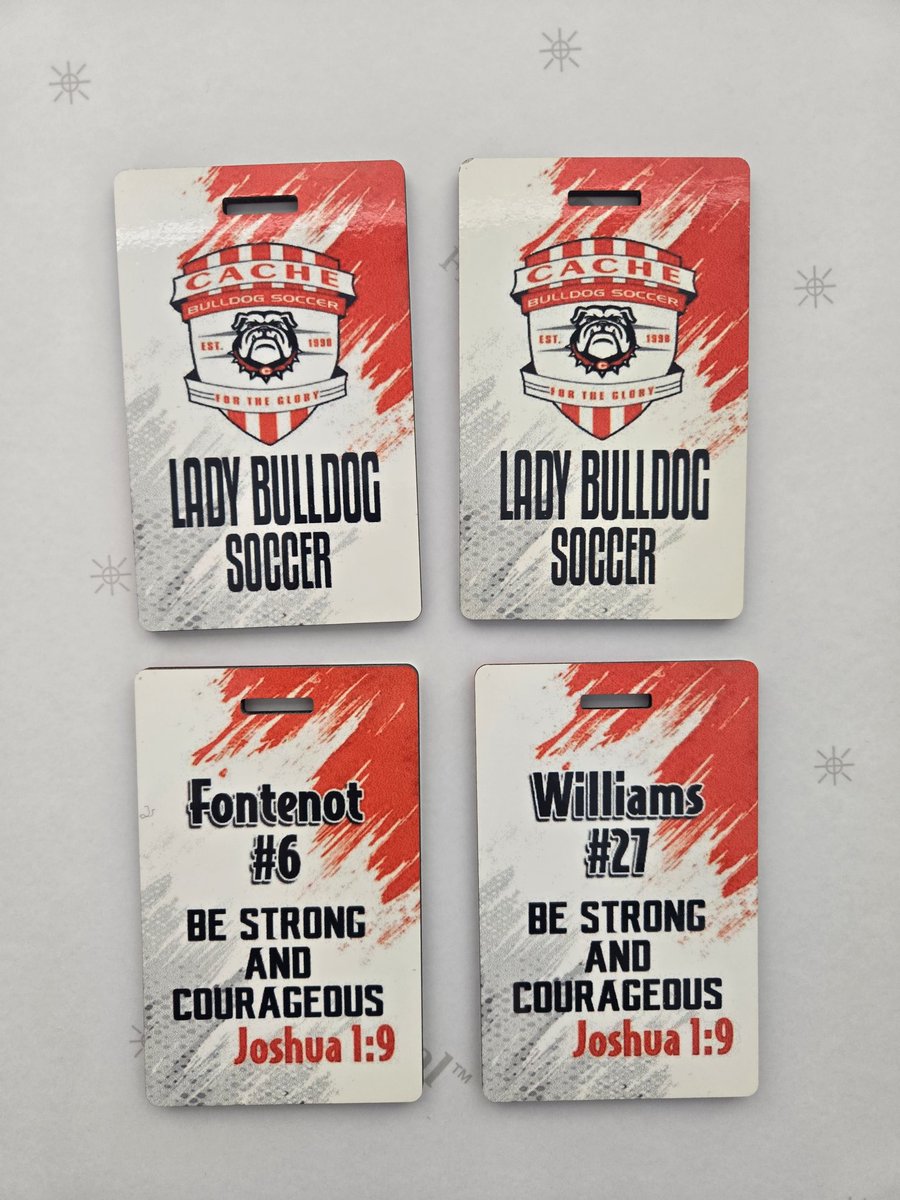 CACHE
BULLDOG SOCCER
EST. 1998
FOR THE GLORY
LADY BULLDOG
SOCCER
CACHE
BULLDOG SOCCER
EST. 1998
FOR THE GLORY
LADY BULLDOG
SOCCER
Fontenot
#6
BE STRONG
AND
COURAGEOUS
Joshua 1:9
Williams
#27
BE STRONG
AND
COURAGEOUS
Joshua 1:9